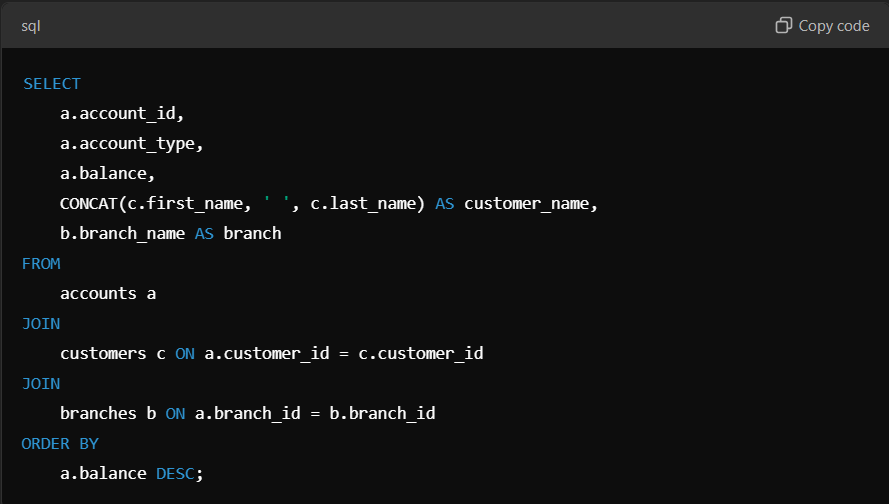 sql
Copy code
SELECT
a.account_id,
a.account_type,
a.balance,
CONCAT(c.first_name, ' ', c.last_name) AS customer_name,
b.branch_name AS branch
FROM
accounts a
JOIN
customers c ON a.customer_id = c.customer_id
JOIN
branches b ON a.branch_id = b.branch_id
ORDER BY
a.balance DESC;